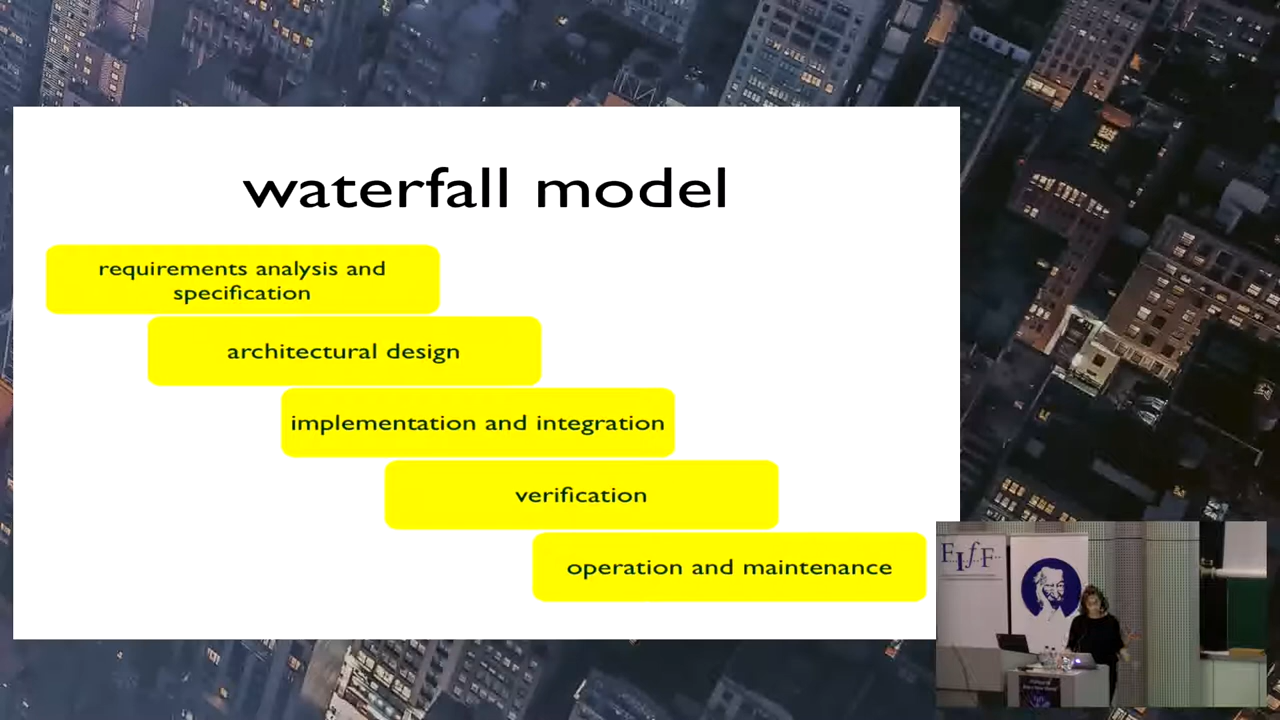 waterfall model
requirements analysis and
specification
architectural design
implementation and integration
verification
operation and maintenance
FIfF